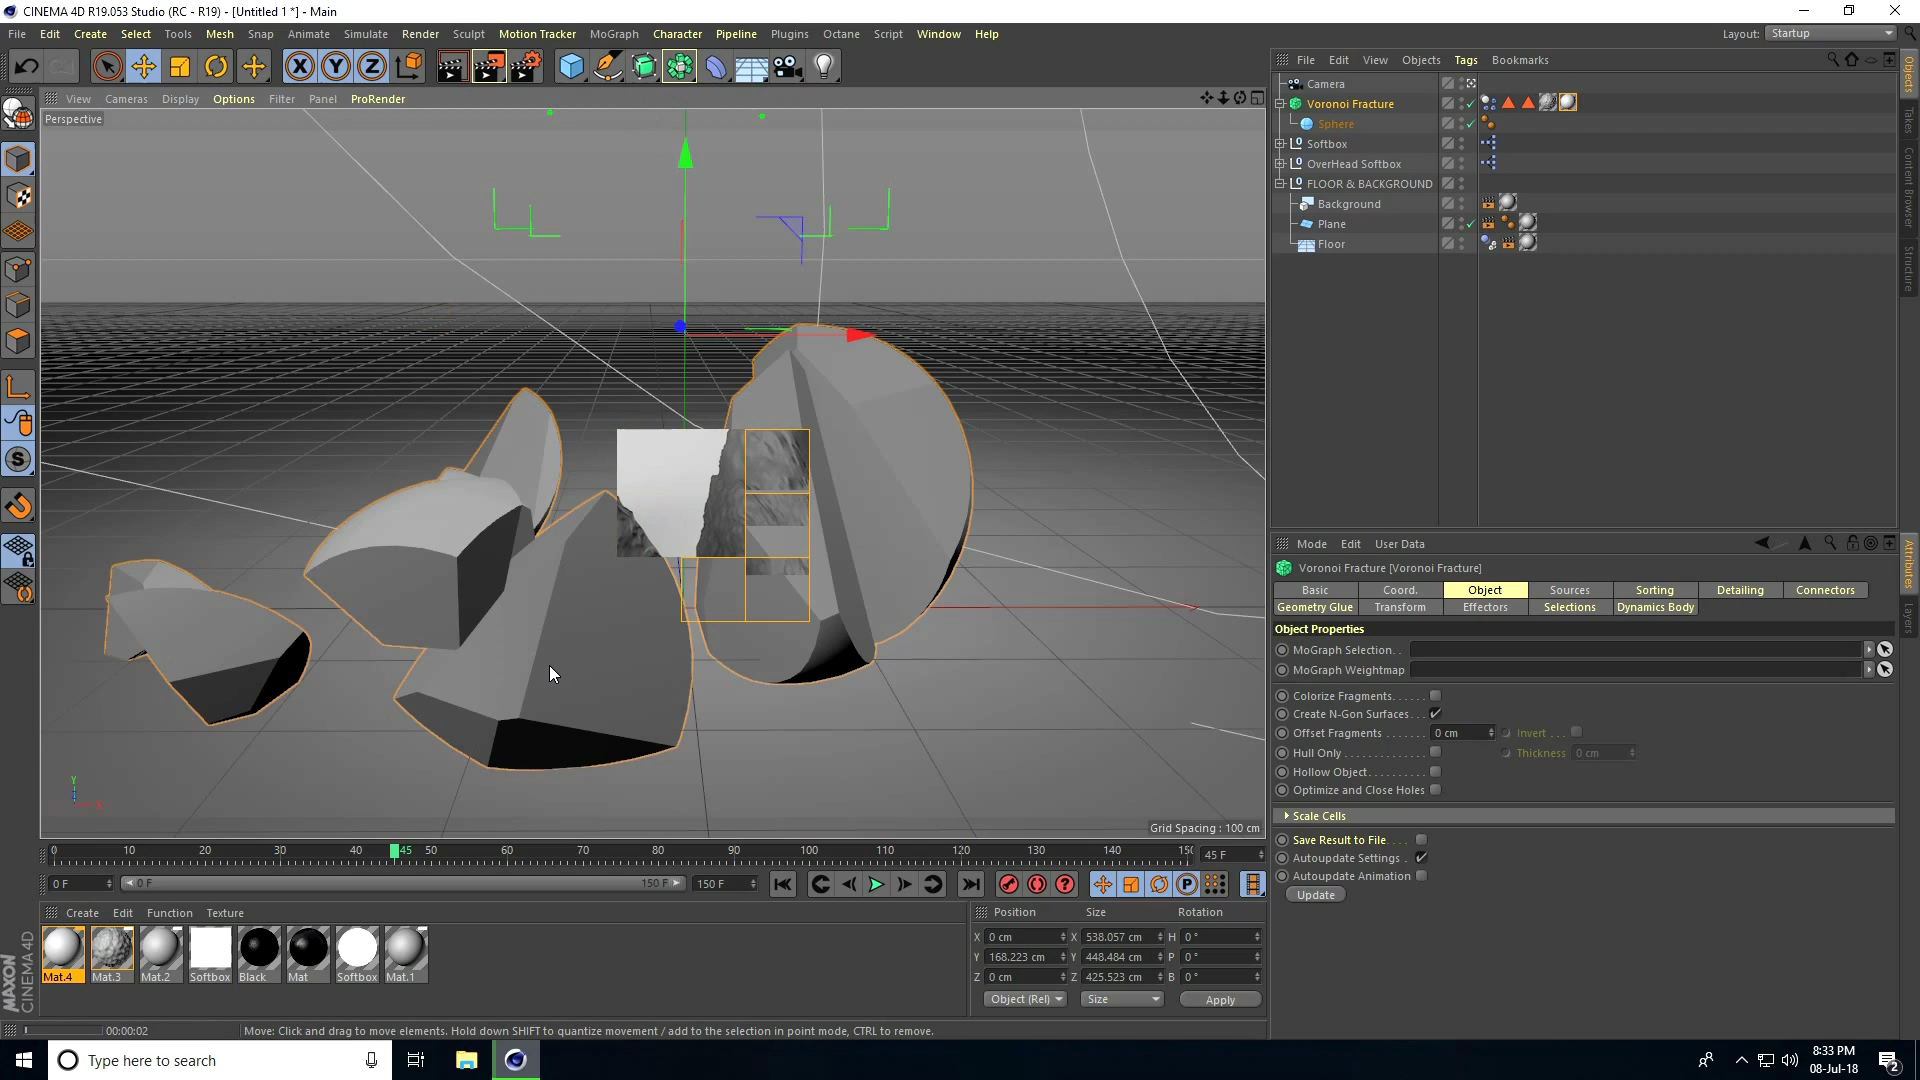 CINEMA 4D R19.053 Studio (RC - R19) - [Untitled 1 *] - Main
File Edit Create Select Tools Mesh Snap Animate Simulate Render Sculpt Motion Tracker MoGraph Character Pipeline Plugins Octane Script Window Help
Layout: Startup
X Y Z
View Cameras Display Options Filter Panel ProRender
Perspective
Grid Spacing : 100 cm
Y
X
File Edit View Objects Tags Bookmarks
Camera
Voronoi Fracture
Sphere
Softbox
OverHead Softbox
FLOOR & BACKGROUND
Background
Plane
Floor
Objects
Takes
Content Browser
Structure
Mode Edit User Data
Voronoi Fracture [Voronoi Fracture]
Basic Coord. Object Sources Sorting Detailing Connectors
Geometry Glue Transform Effectors Selections Dynamics Body
Object Properties
MoGraph Selection. .
MoGraph Weightmap
Colorize Fragments. . . . . .
Create N-Gon Surfaces. . .
Offset Fragments . . . . . . . 0 cm Invert . . .
Hull Only . . . . . . . . . . . . . Thickness 0 cm
Hollow Object. . . . . . . . . .
Optimize and Close Holes
Scale Cells
Save Result to File. . . .
Autoupdate Settings .
Autoupdate Animation
Update
Attributes
Layers
0 10 20 30 40 45 50 60 70 80 90 100 110 120 130 140 150 45 F
0 F 0 F 150 F 150 F
Create Edit Function Texture
Mat.4 Mat.3 Mat.2 Softbox Black Mat Softbox Mat.1
Position Size Rotation
X 0 cm X 538.057 cm H 0 °
Y 168.223 cm Y 448.484 cm P 0 °
Z 0 cm Z 425.523 cm B 0 °
Object (Rel) Size Apply
MAXON
CINEMA 4D
00:00:02 Move: Click and drag to move elements. Hold down SHIFT to quantize movement / add to the selection in point mode, CTRL to remove.
Type here to search
8:33 PM
08-Jul-18
2